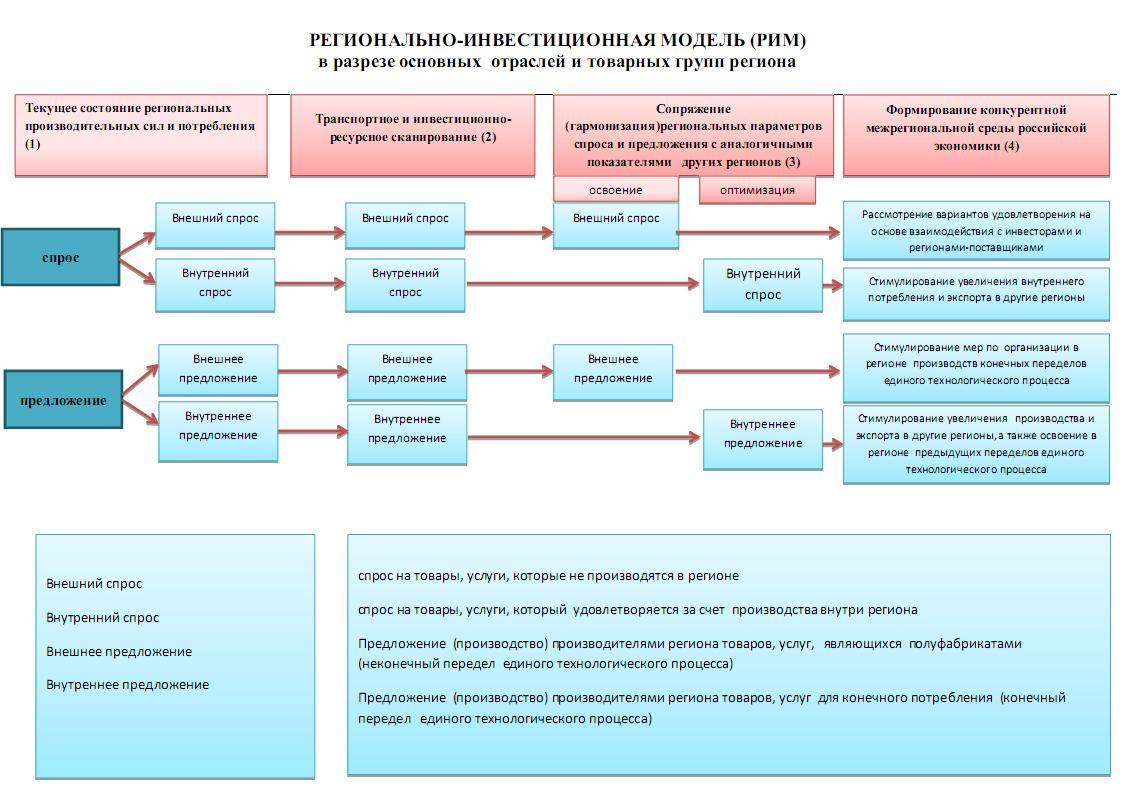 РЕГИОНАЛЬНО-ИНВЕСТИЦИОННАЯ МОДЕЛЬ (РИМ)
в разрезе основных отраслей и товарных групп региона
Текущее состояние региональных
производительных сил и потребления
(1)
Транспортное и инвестиционно-
ресурсное сканирование (2)
Сопряжение
(гармонизация)региональных параметров
спроса и предложения с аналогичными
показателями других регионов (3)
Формирование конкурентной
межрегиональной среды российской
экономики (4)
освоение
оптимизация
спрос
Внешний спрос
Внешний спрос
Внешний спрос
Рассмотрение вариантов удовлетворения на
основе взаимодействия с инвесторами и
регионами-поставщиками
Внутренний
спрос
Внутренний
спрос
Внутренний
спрос
Стимулирование увеличения внутреннего
потребления и экспорта в другие регионы
предложение
Внешнее
предложение
Внешнее
предложение
Внешнее
предложение
Стимулирование мер по организации в
регионе производств конечных переделов
единого технологического процесса
Внутреннее
предложение
Внутреннее
предложение
Внутреннее
предложение
Стимулирование увеличения производства и
экспорта в другие регионы,а также освоение в
регионе предыдущих переделов единого
технологического процесса
Внешний спрос
Внутренний спрос
Внешнее предложение
Внутреннее предложение
спрос на товары, услуги, которые не производятся в регионе
спрос на товары, услуги, который удовлетворяется за счет производства внутри региона
Предложение (производство) производителями региона товаров, услуг, являющихся полуфабрикатами
(неконечный передел единого технологического процесса)
Предложение (производство) производителями региона товаров, услуг для конечного потребления (конечный
передел единого технологического процесса)